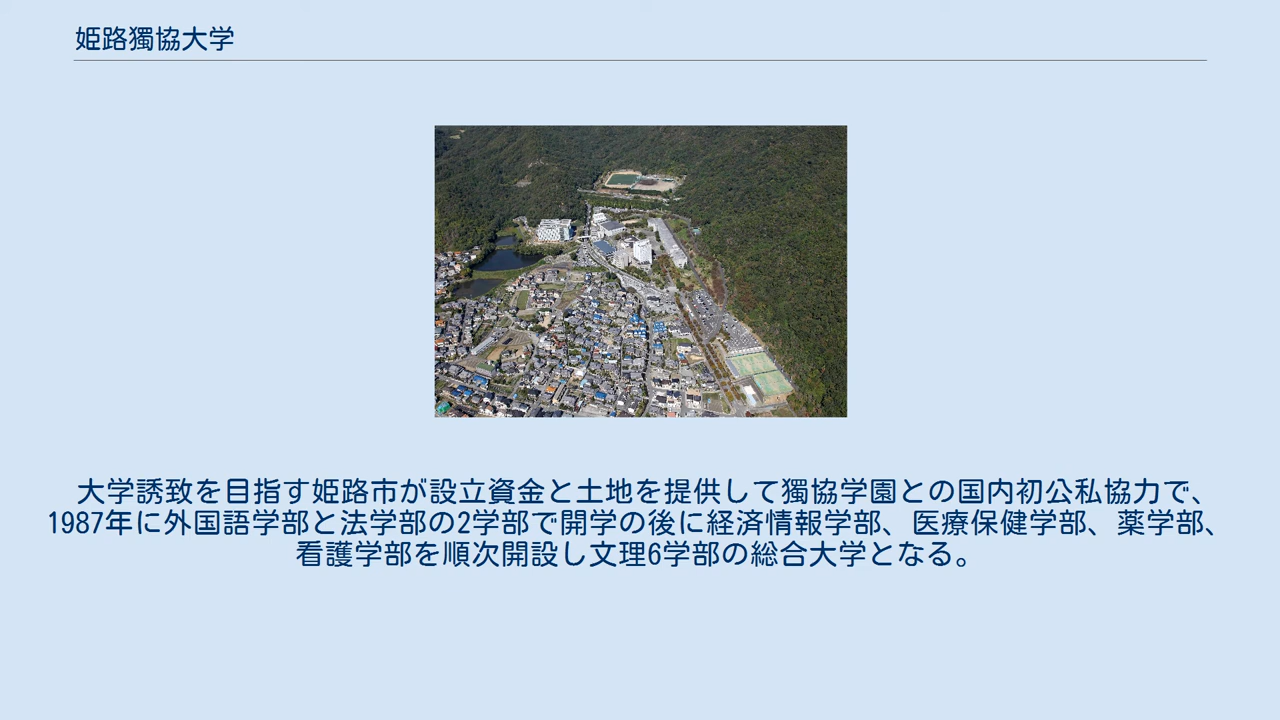 姫路獨協大学
大学誘致を目指す姫路市が設立資金と土地を提供して獨協学園との国内初公私協力で、
1987年に外国語学部と法学部の2学部で開学の後に経済情報学部、医療保健学部、薬学部、
看護学部を順次開設し文理6学部の総合大学となる。